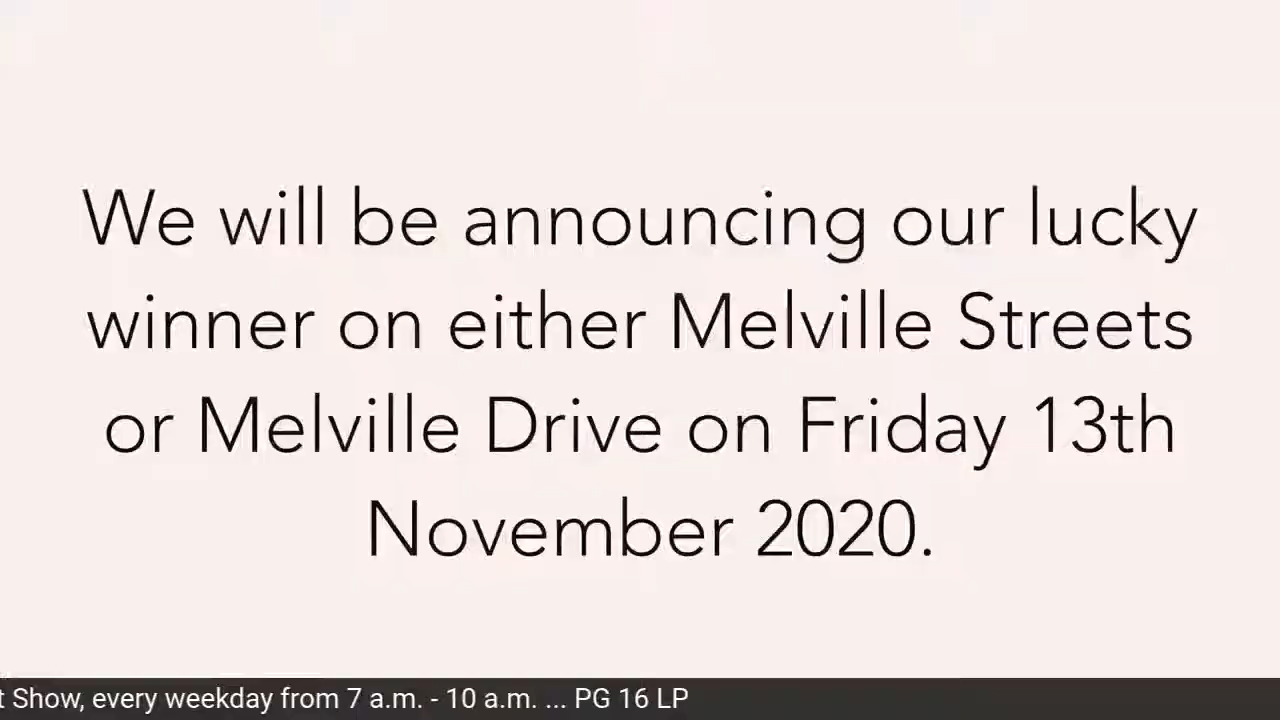 We will be announcing our lucky
winner on either Melville Streets
or Melville Drive on Friday 13th
November 2020.
t Show, every weekday from 7 a.m. - 10 a.m. ... PG 16 LP